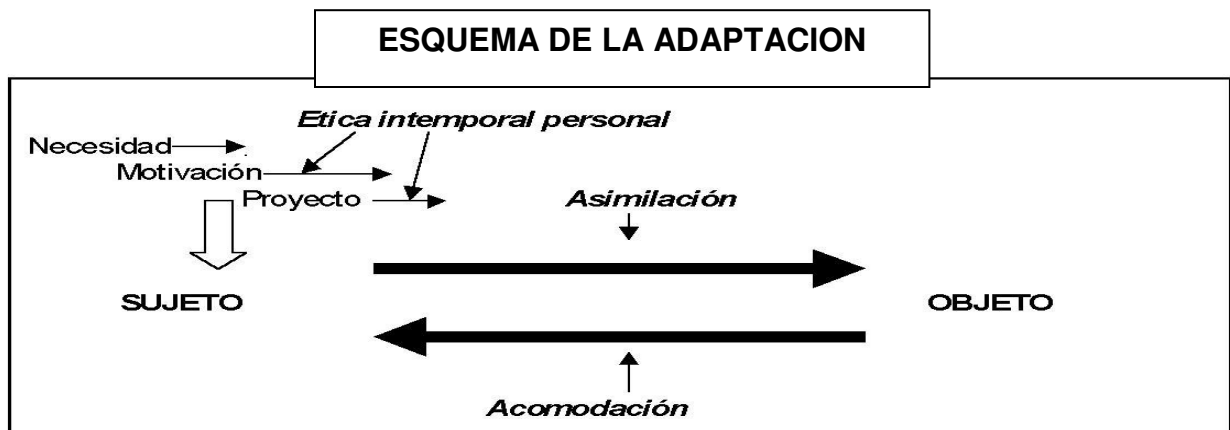 ESQUEMA DE LA ADAPTACION
Etica intemporal personal
Necesidad
Motivación
Proyecto
Asimilación
SUJETO
OBJETO
Acomodación